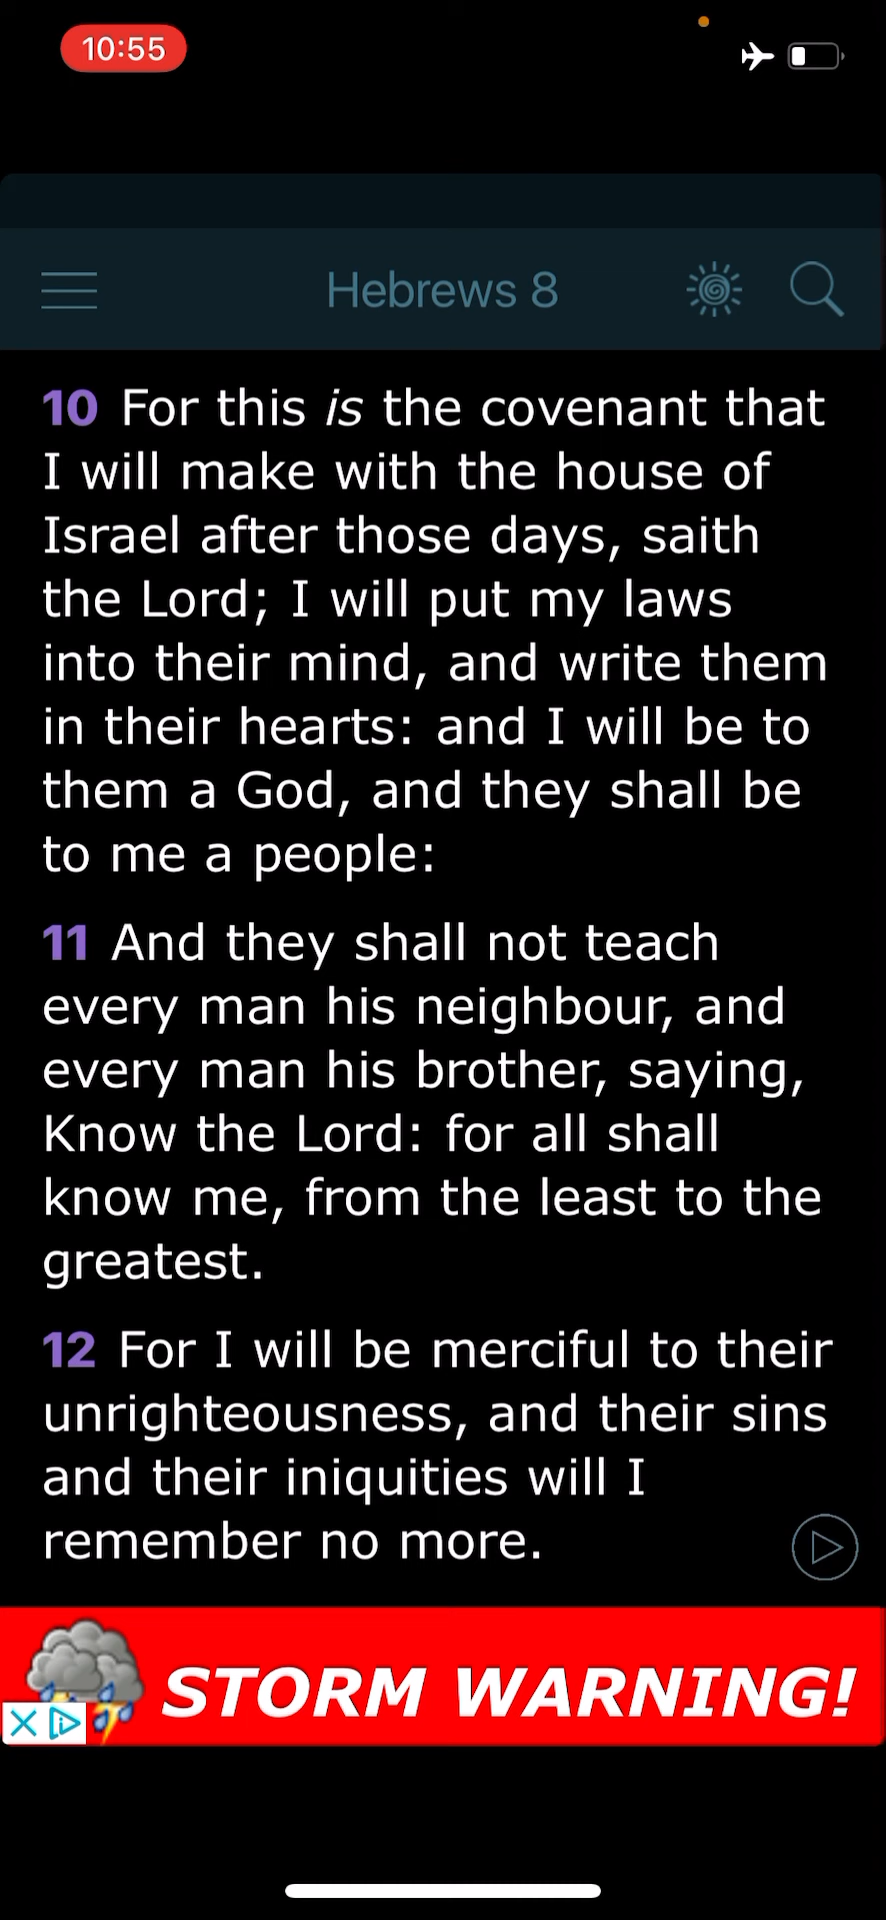 10:55
Hebrews 8
10 For this is the covenant that
I will make with the house of
Israel after those days, saith
the Lord; I will put my laws
into their mind, and write them
in their hearts: and I will be to
them a God, and they shall be
to me a people:
11 And they shall not teach
every man his neighbour, and
every man his brother, saying,
Know the Lord: for all shall
know me, from the least to the
greatest.
12 For I will be merciful to their
unrighteousness, and their sins
and their iniquities will I
remember no more.
STORM WARNING!